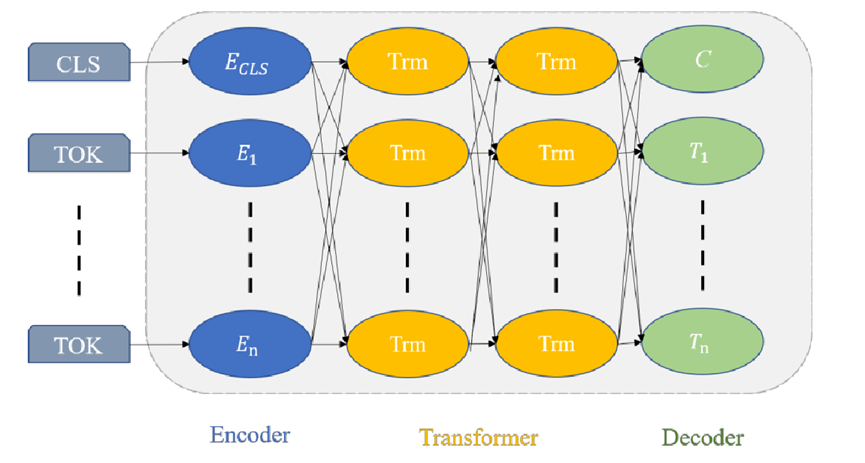 CLS E_CLS Trm Trm C
TOK E_1 Trm Trm T_1
TOK E_n Trm Trm T_n
Encoder Transformer Decoder